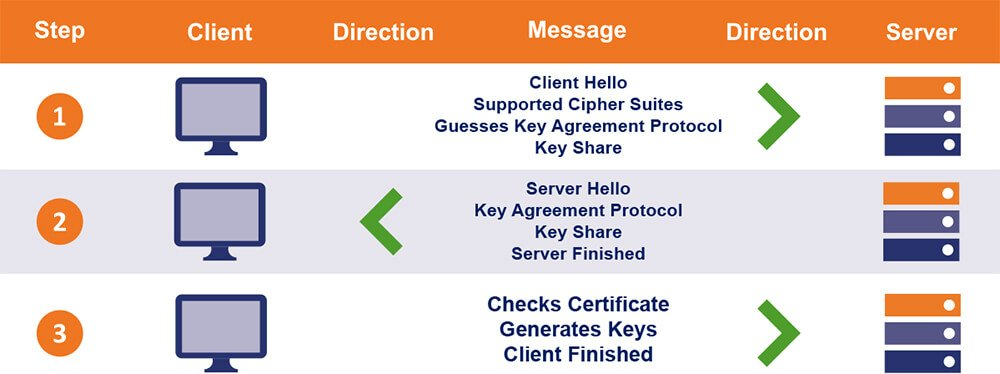 Step Client Direction Message Direction Server
1
Client Hello
Supported Cipher Suites
Guesses Key Agreement Protocol
Key Share
2
Server Hello
Key Agreement Protocol
Key Share
Server Finished
3
Checks Certificate
Generates Keys
Client Finished